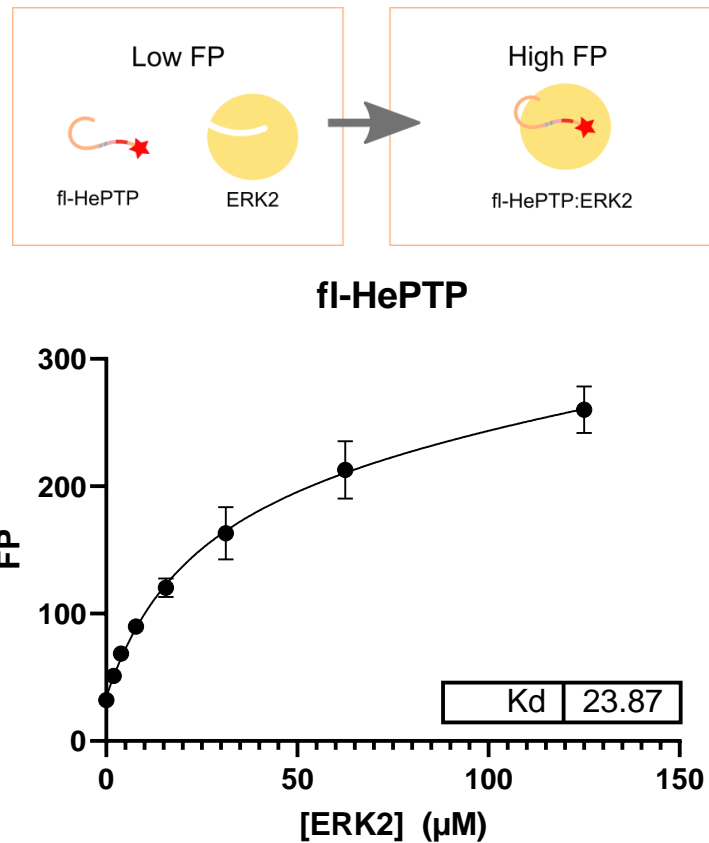 Low FP
High FP
fl-HePTP
ERK2
fl-HePTP:ERK2
fl-HePTP
300
200
100
0
FP
Kd 23.87
0
50
100
150
[ERK2] (µM)